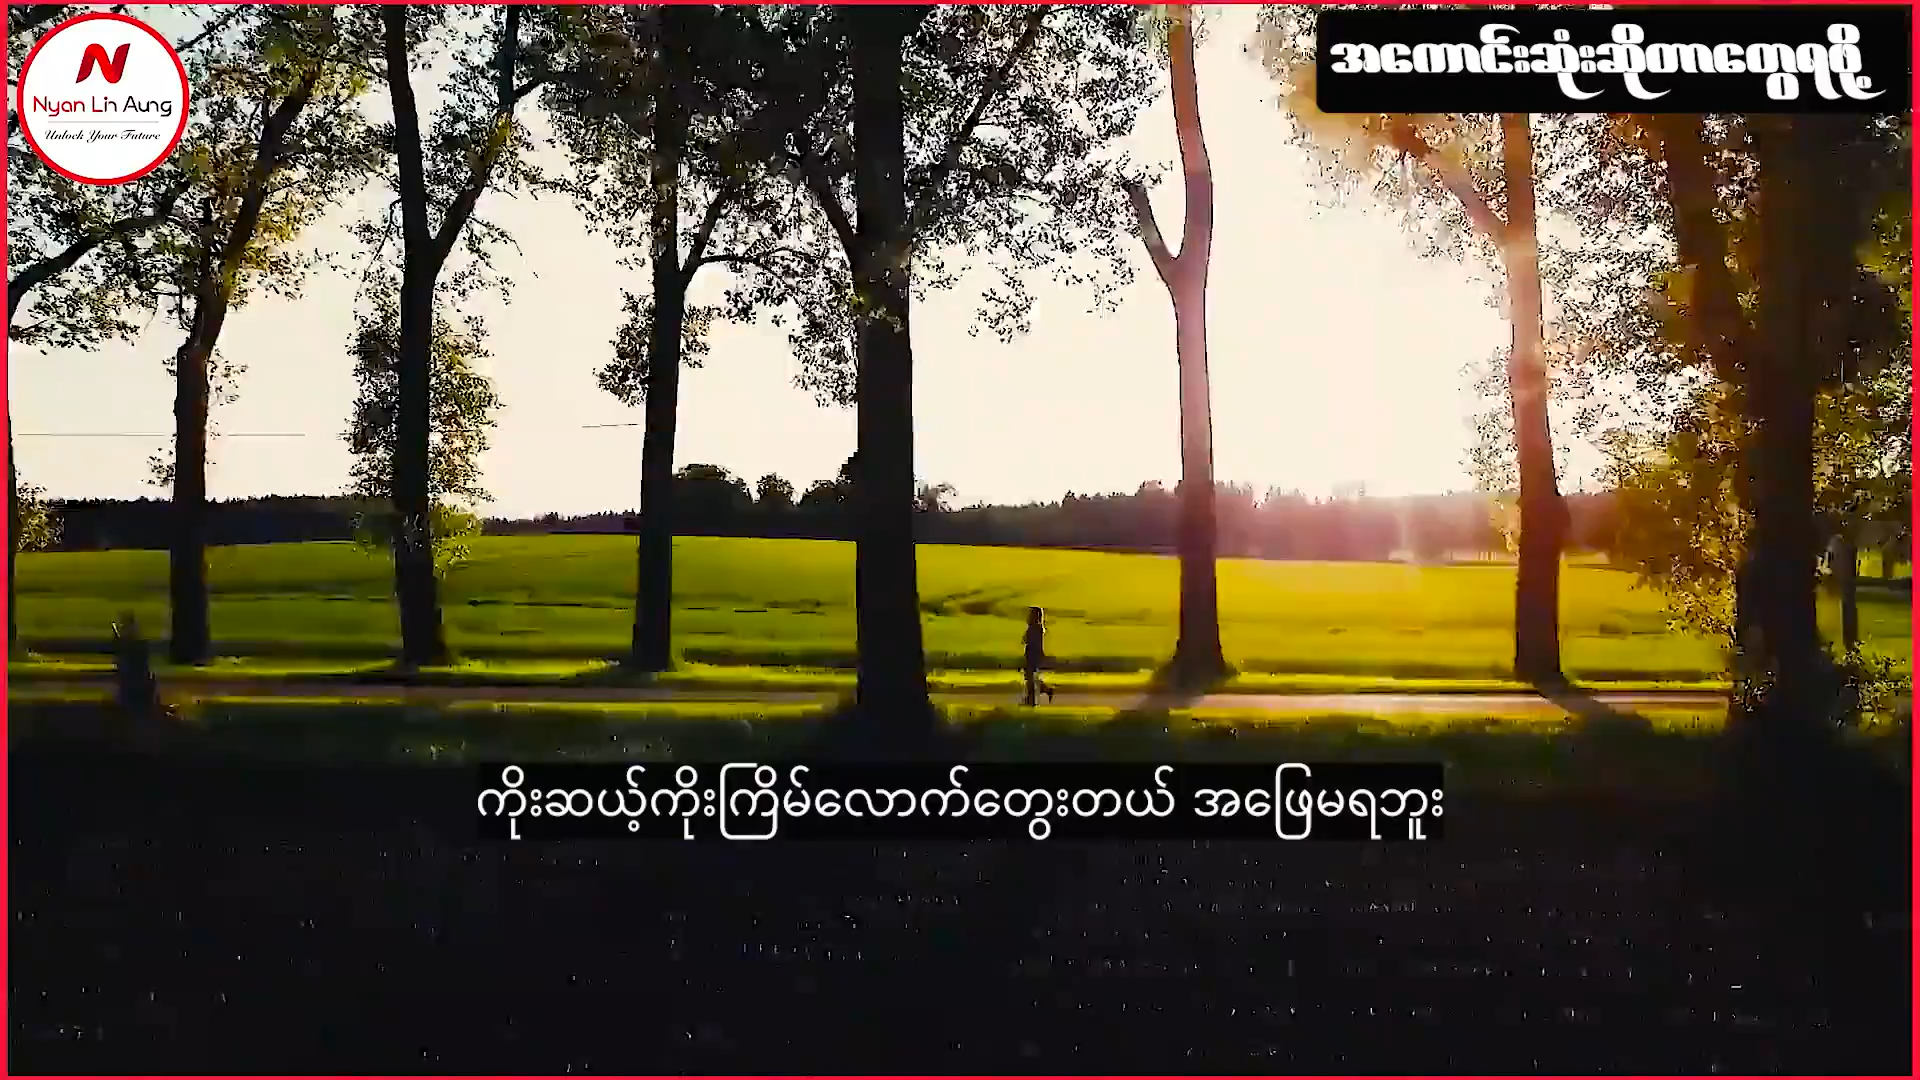 N
Nyan Lin Aung
Unlock Your Future
အကောင်းဆုံးဆိုတာတွေရဖို့
ကိုးဆယ့်ကိုးကြိမ်လောက်တွေးတယ် အဖြေမရဘူး